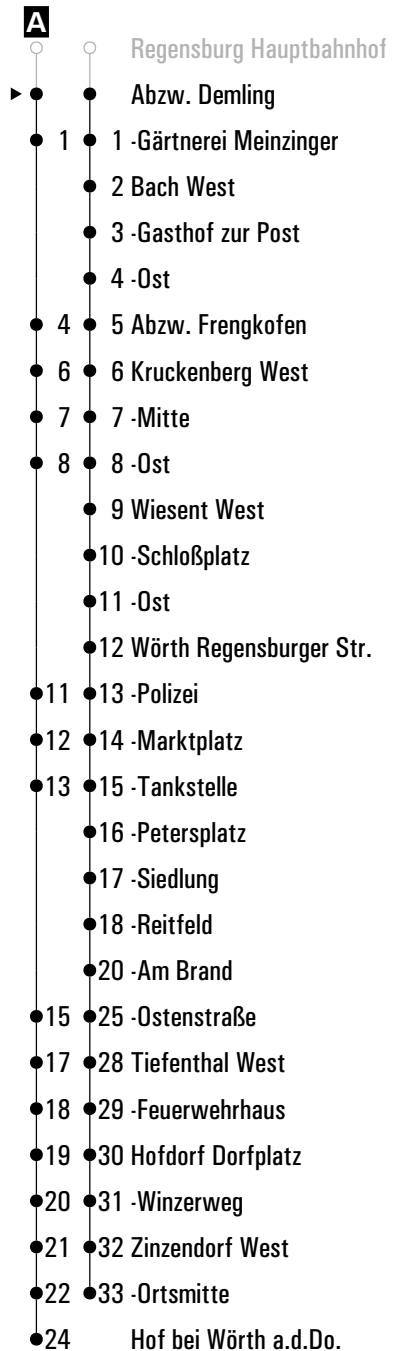 A
Regensburg Hauptbahnhof
Abzw. Demling
1 1 -Gärtnerei Meinzinger
2 Bach West
3 -Gasthof zur Post
4 -Ost
4 5 Abzw. Frengkofen
6 6 Kruckenberg West
7 7 -Mitte
8 8 -Ost
9 Wiesent West
10 -Schloßplatz
11 -Ost
12 Wörth Regensburger Str.
11 13 -Polizei
12 14 -Marktplatz
13 15 -Tankstelle
16 -Petersplatz
17 -Siedlung
18 -Reitfeld
20 -Am Brand
15 25 -Ostenstraße
17 28 Tiefenthal West
18 29 -Feuerwehrhaus
19 30 Hofdorf Dorfplatz
20 31 -Winzerweg
21 32 Zinzendorf West
22 33 -Ortsmitte
24 Hof bei Wörth a.d.Do.